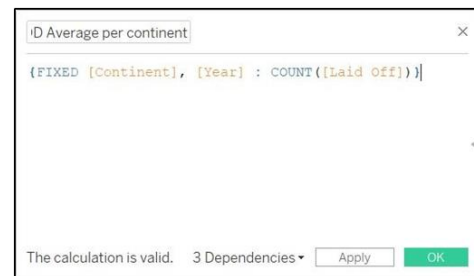 D Average per continent
{FIXED [Continent], [Year] : COUNT([Laid Off])}
The calculation is valid. 3 Dependencies Apply OK